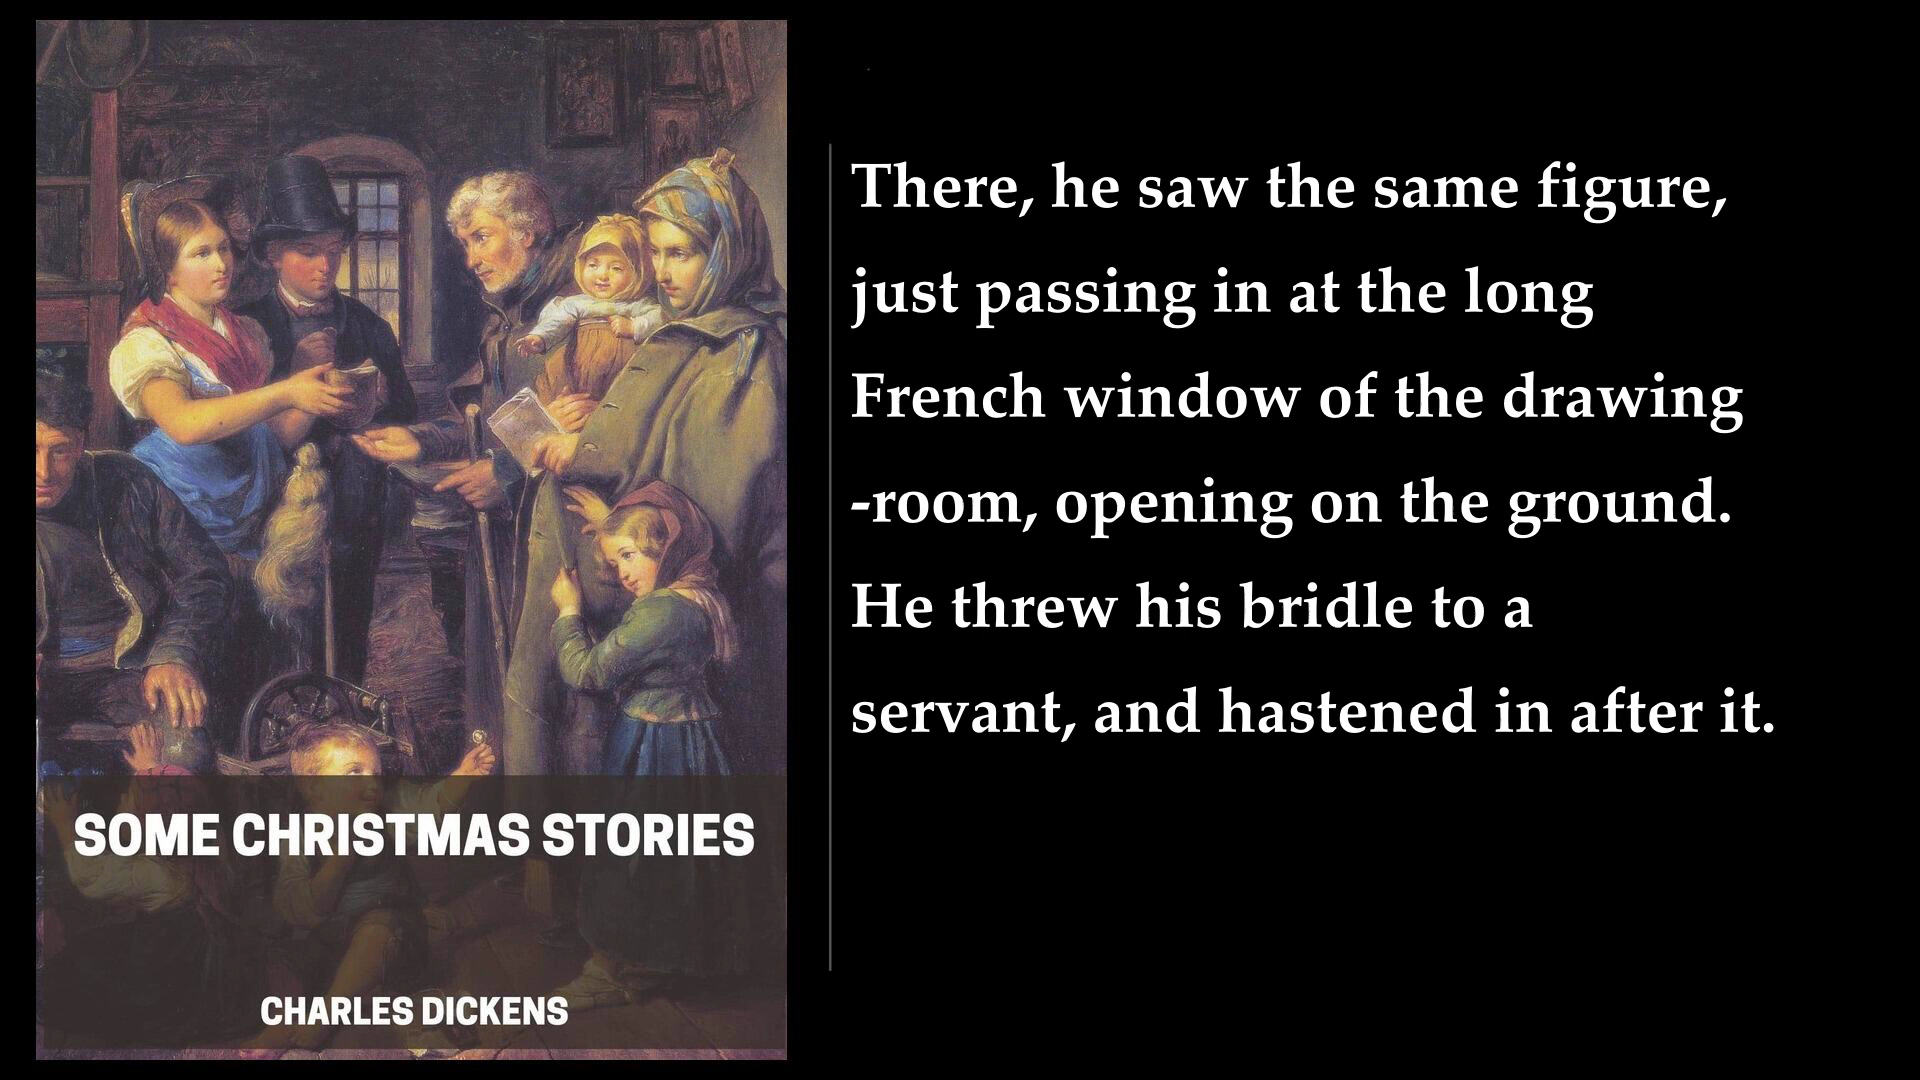 SOME CHRISTMAS STORIES
CHARLES DICKENS
There, he saw the same figure,
just passing in at the long
French window of the drawing
-room, opening on the ground.
He threw his bridle to a
servant, and hastened in after it.